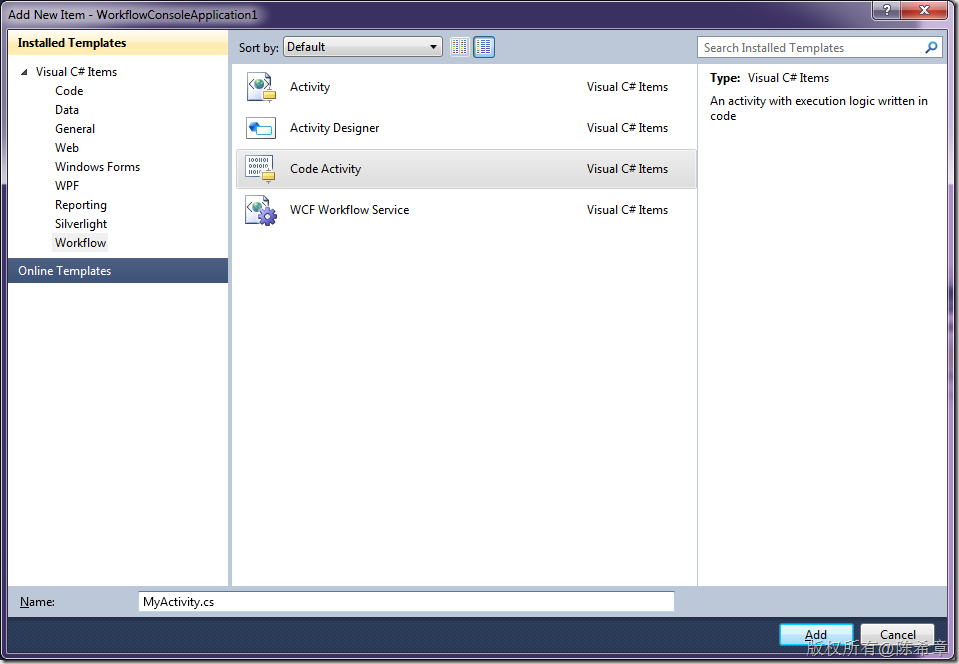 Add New Item - WorkflowConsoleApplication1
Installed Templates
Visual C# Items
Code
Data
General
Web
Windows Forms
WPF
Reporting
Silverlight
Workflow
Online Templates
Sort by: Default
Activity Visual C# Items
Activity Designer Visual C# Items
Code Activity Visual C# Items
WCF Workflow Service Visual C# Items
Search Installed Templates
Type: Visual C# Items
An activity with execution logic written in
code
Name: MyActivity.cs
Add Cancel
版权所有@陈希章